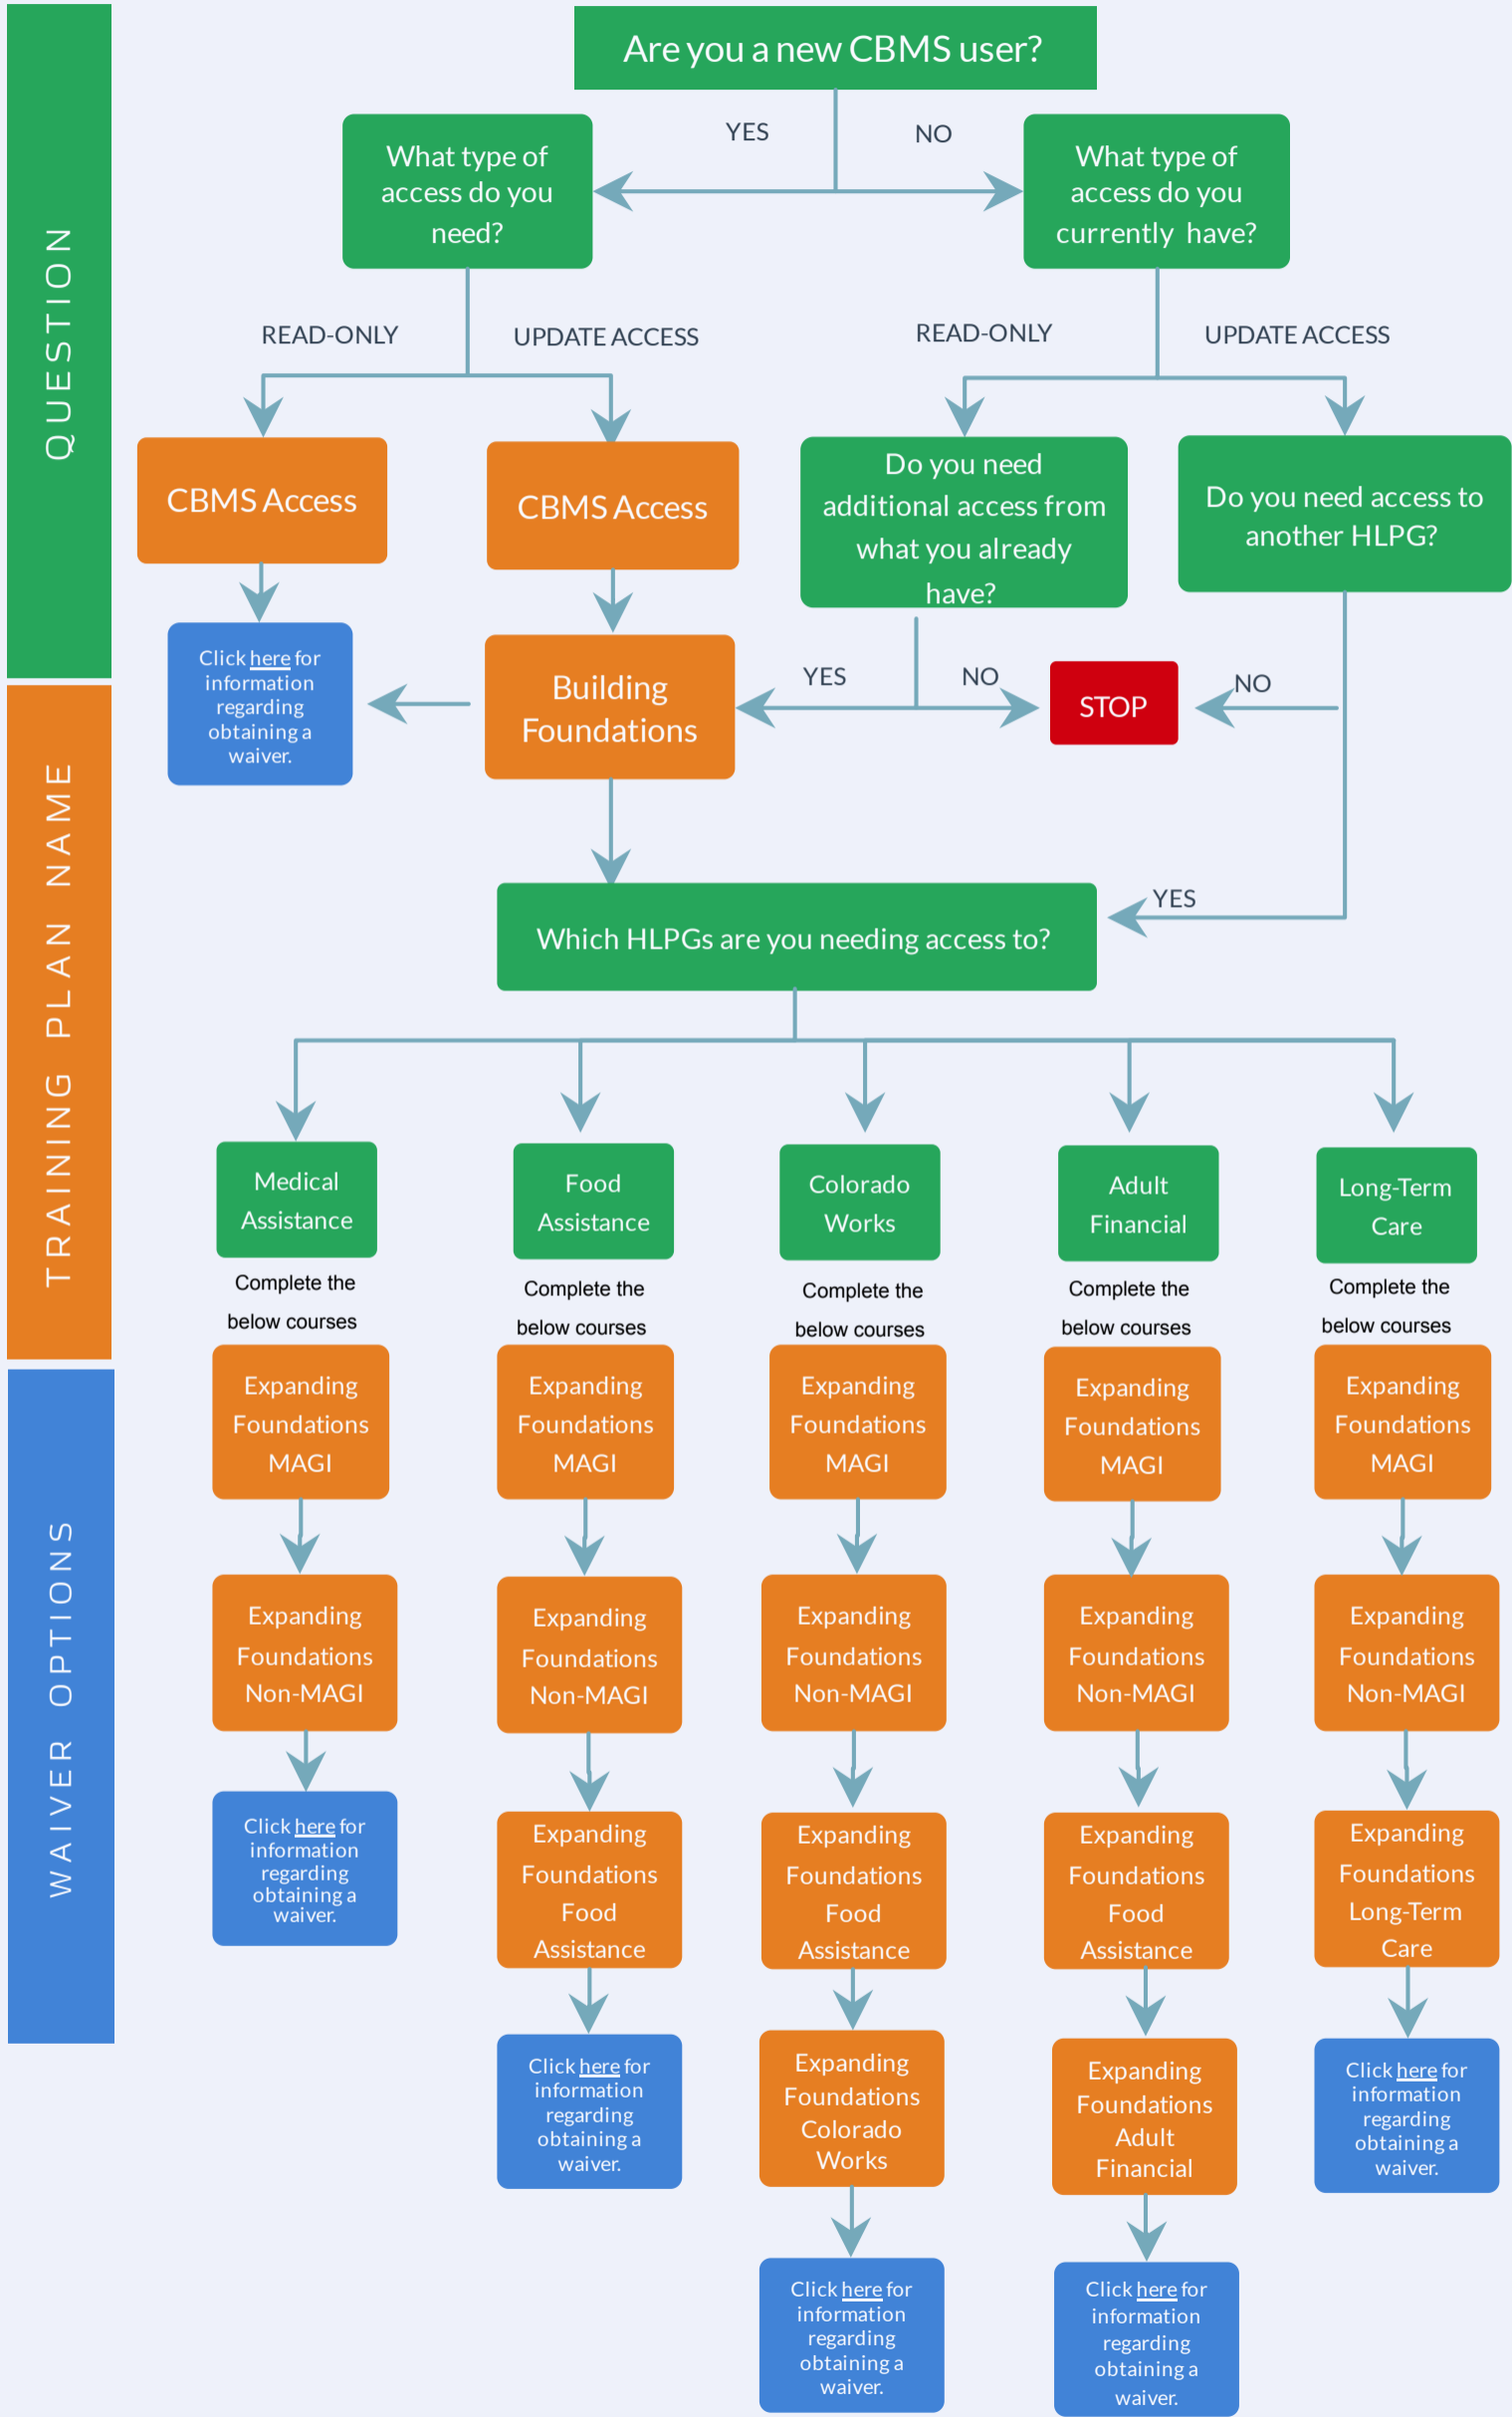 Are you a new CBMS user?
YES
NO
What type of
access do you
need?
What type of
access do you
currently have?
READ-ONLY
UPDATE ACCESS
READ-ONLY
UPDATE ACCESS
QUESTION
CBMS Access
CBMS Access
Do you need
additional access from
what you already
have?
Do you need access to
another HLPG?
Click here for
information
regarding
obtaining a
waiver.
Building
Foundations
YES
NO
STOP
NO
TRAINING PLAN NAME
Which HLPGs are you needing access to?
YES
Medical
Assistance
Food
Assistance
Colorado
Works
Adult
Financial
Long-Term
Care
Complete the
below courses
Complete the
below courses
Complete the
below courses
Complete the
below courses
Complete the
below courses
Expanding
Foundations
MAGI
Expanding
Foundations
MAGI
Expanding
Foundations
MAGI
Expanding
Foundations
MAGI
Expanding
Foundations
MAGI
WAIVER OPTIONS
Expanding
Foundations
Non-MAGI
Expanding
Foundations
Non-MAGI
Expanding
Foundations
Non-MAGI
Expanding
Foundations
Non-MAGI
Expanding
Foundations
Non-MAGI
Click here for
information
regarding
obtaining a
waiver.
Expanding
Foundations
Food
Assistance
Expanding
Foundations
Food
Assistance
Expanding
Foundations
Food
Assistance
Expanding
Foundations
Long-Term
Care
Click here for
information
regarding
obtaining a
waiver.
Expanding
Foundations
Colorado
Works
Expanding
Foundations
Adult
Financial
Click here for
information
regarding
obtaining a
waiver.
Click here for
information
regarding
obtaining a
waiver.
Click here for
information
regarding
obtaining a
waiver.